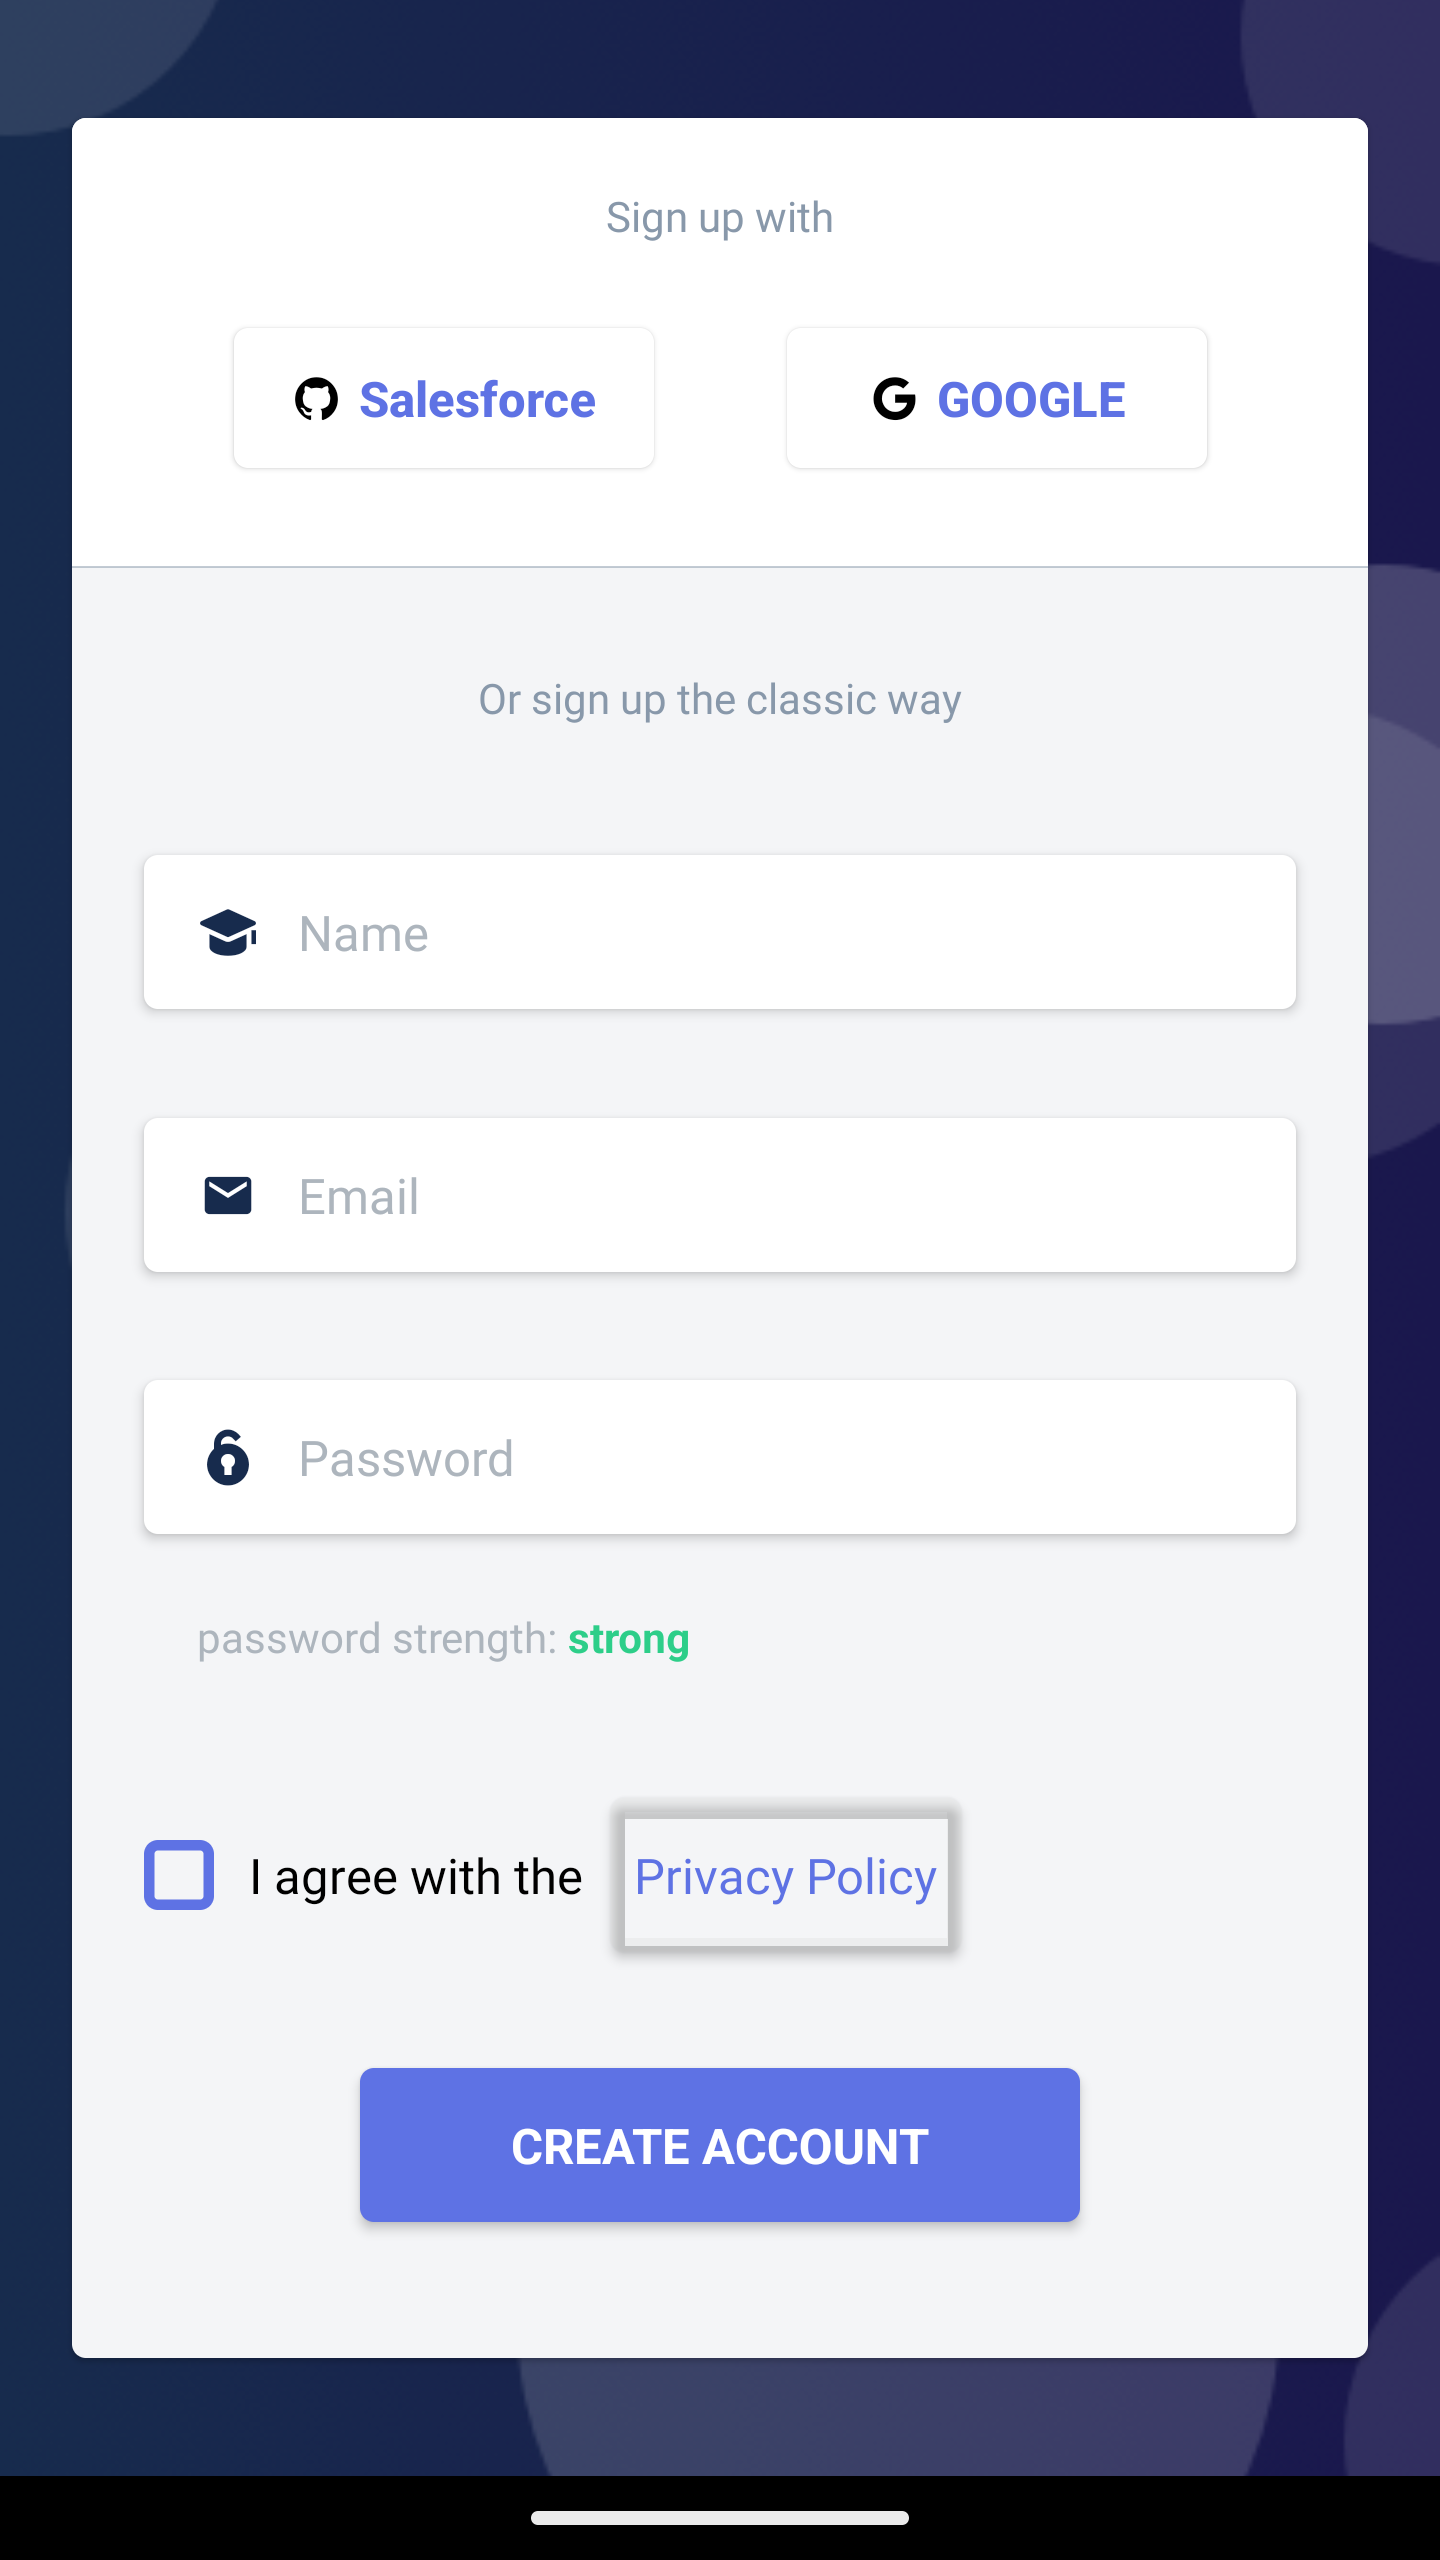 Sign up with
Salesforce GOOGLE
Or sign up the classic way
Name
Email
Password
password strength: strong
I agree with the Privacy Policy
CREATE ACCOUNT